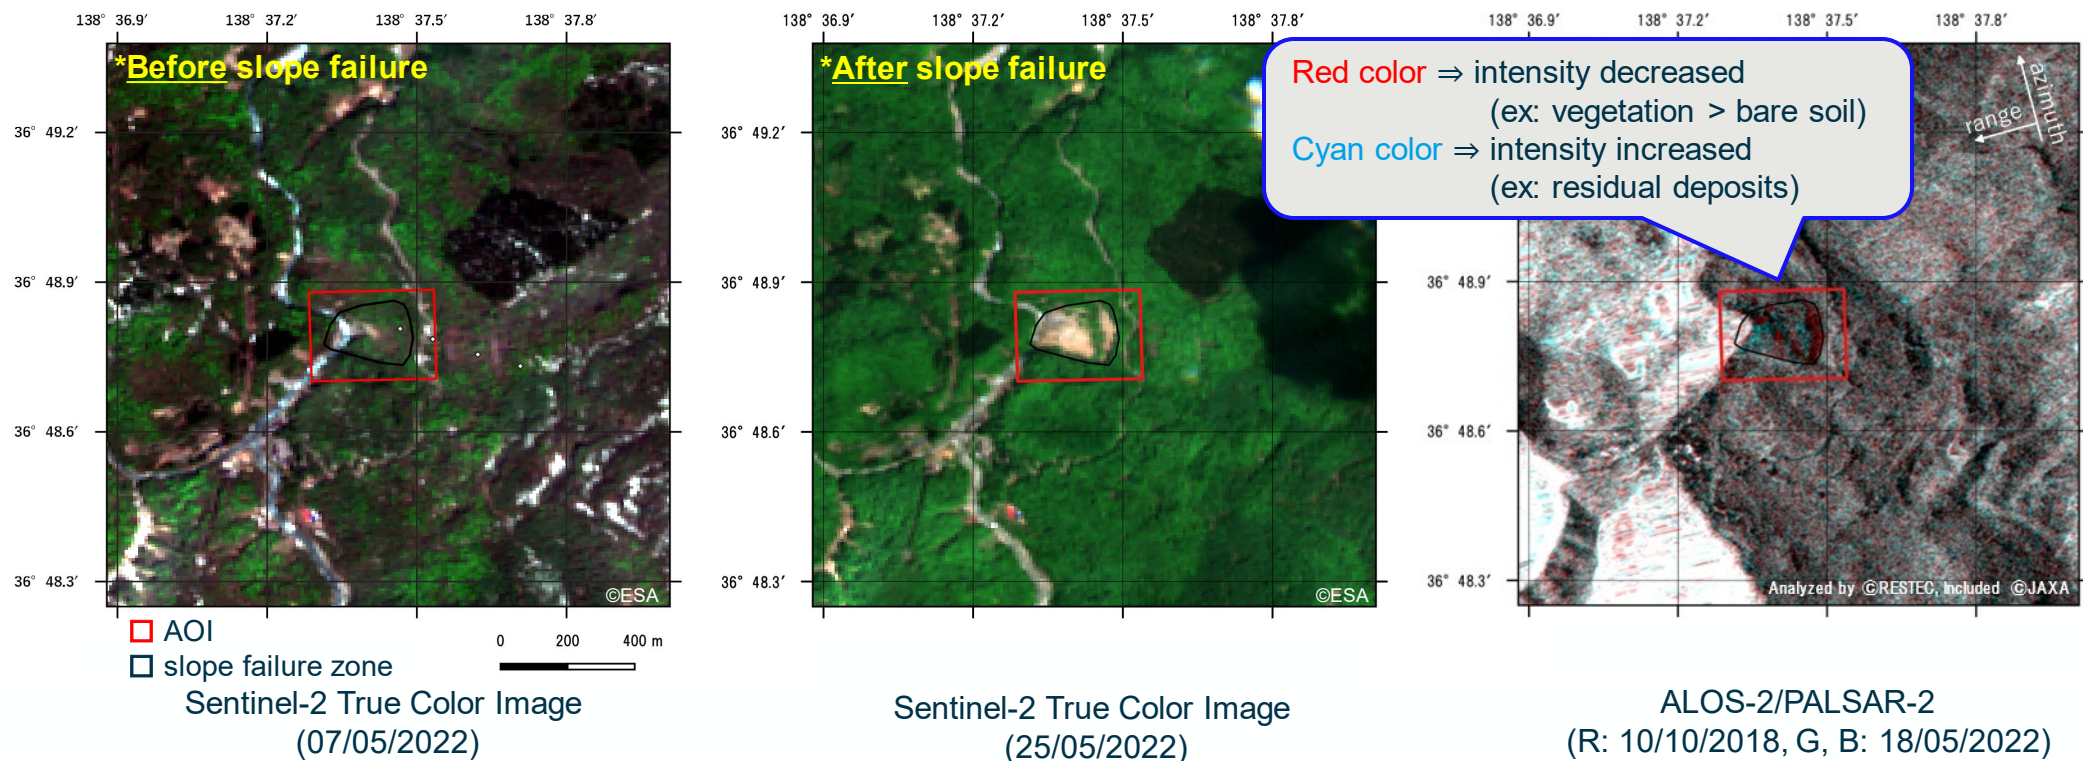 138° 36.9′ 138° 37.2′ 138° 37.5′ 138° 37.8′
*Before slope failure
36° 49.2′
36° 48.9′
36° 48.6′
36° 48.3′
©ESA
AOI
slope failure zone
0 200 400 m
Sentinel-2 True Color Image
(07/05/2022)
138° 36.9′ 138° 37.2′ 138° 37.5′ 138° 37.8′
*After slope failure
36° 49.2′
36° 48.9′
36° 48.6′
36° 48.3′
©ESA
Sentinel-2 True Color Image
(25/05/2022)
138° 36.9′ 138° 37.2′ 138° 37.5′ 138° 37.8′
Red color ⇒ intensity decreased
(ex: vegetation > bare soil)
Cyan color ⇒ intensity increased
(ex: residual deposits)
azimuth
range
36° 48.9′
36° 48.6′
36° 48.3′
Analyzed by ©RESTEC, Included ©JAXA
ALOS-2/PALSAR-2
(R: 10/10/2018, G, B: 18/05/2022)